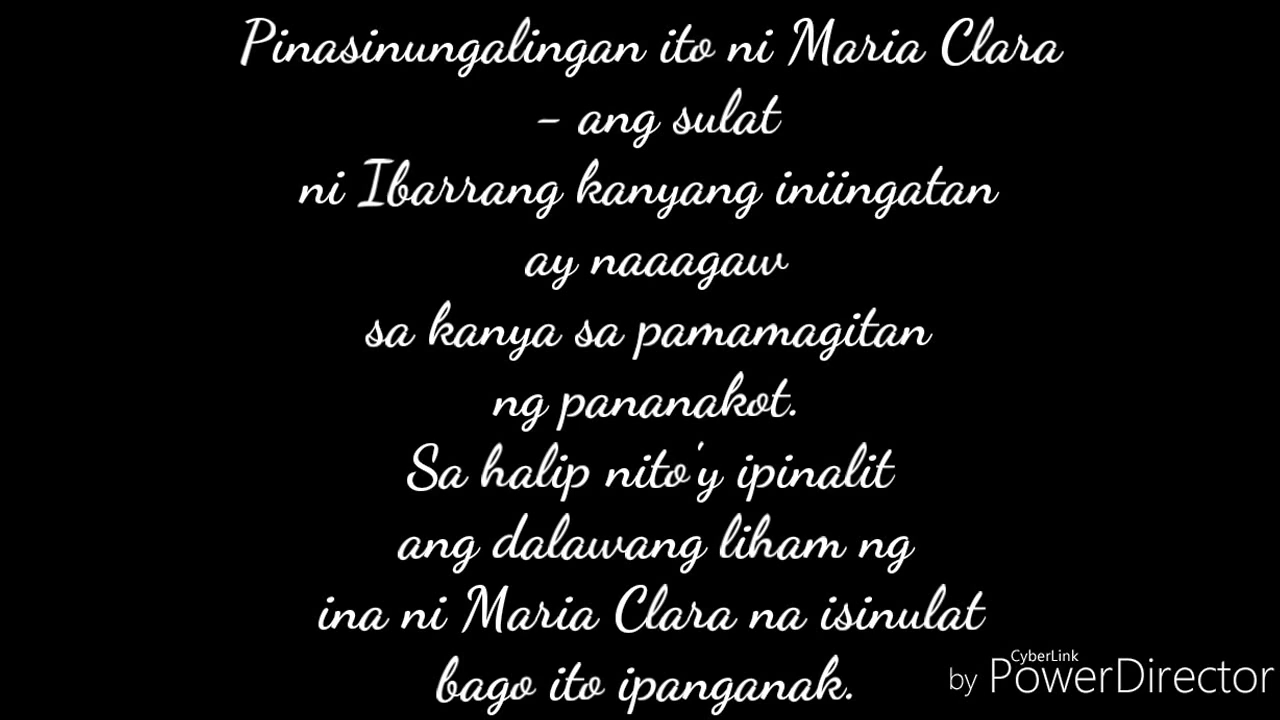 Pinasinungalingan ito ni Maria Clara
- ang sulat
ni Ibarrang kanyang iniingatan
ay naaagaw
sa kanya sa pamamagitan
ng pananakot.
Sa halip nito'y ipinalit
ang dalawang liham ng
ina ni Maria Clara na isinulat
bago ito ipanganak.
by CyberLink PowerDirector